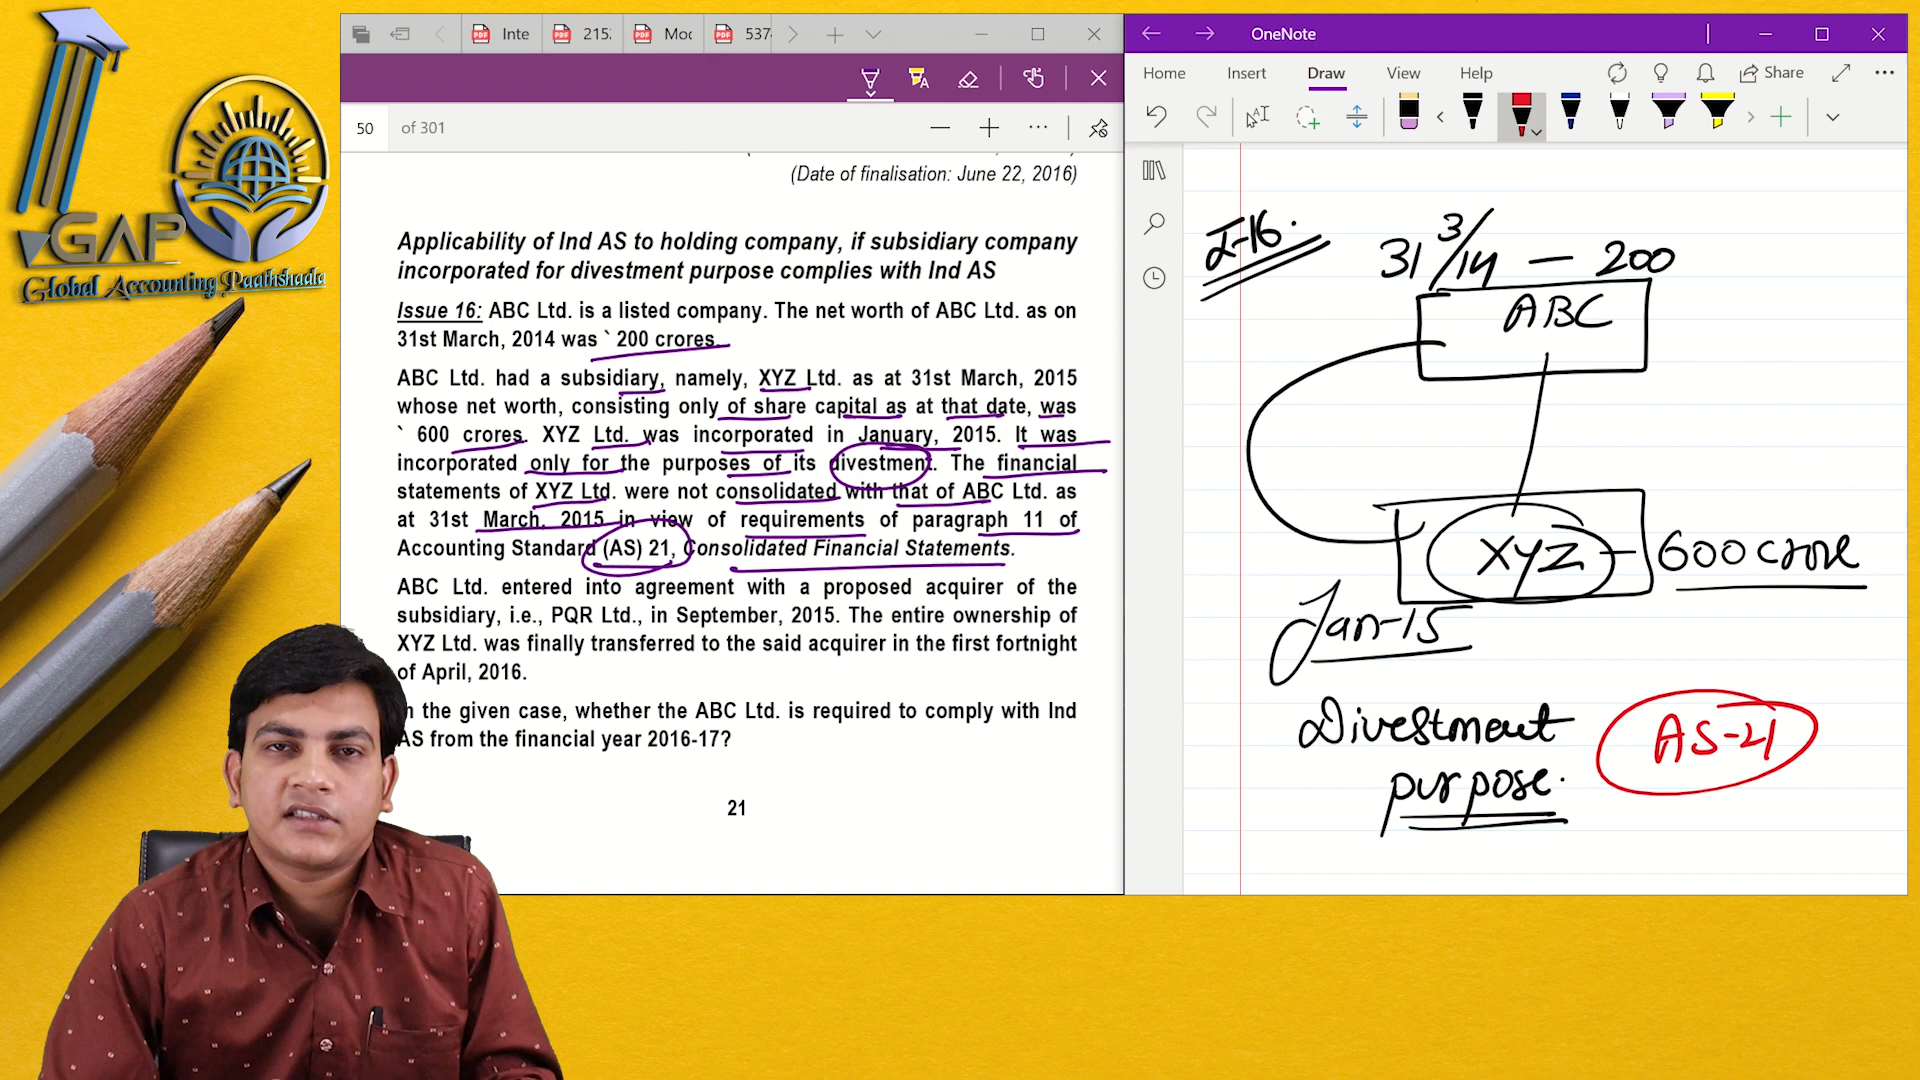 GAP
Global Accounting Paathshada
Inte
215
Moc
537
50 of 301
(Date of finalisation: June 22, 2016)
Applicability of Ind AS to holding company, if subsidiary company
incorporated for divestment purpose complies with Ind AS
Issue 16: ABC Ltd. is a listed company. The net worth of ABC Ltd. as on
31st March, 2014 was ` 200 crores.
ABC Ltd. had a subsidiary, namely, XYZ Ltd. as at 31st March, 2015
whose net worth, consisting only of share capital as at that date, was
` 600 crores. XYZ Ltd. was incorporated in January, 2015. It was
incorporated only for the purposes of its divestment. The financial
statements of XYZ Ltd. were not consolidated with that of ABC Ltd. as
at 31st March, 2015 in view of requirements of paragraph 11 of
Accounting Standard (AS) 21, Consolidated Financial Statements.
ABC Ltd. entered into agreement with a proposed acquirer of the
subsidiary, i.e., PQR Ltd., in September, 2015. The entire ownership of
XYZ Ltd. was finally transferred to the said acquirer in the first fortnight
of April, 2016.
n the given case, whether the ABC Ltd. is required to comply with Ind
AS from the financial year 2016-17?
21
OneNote
Home Insert Draw View Help Share
I-16.
31 3/14 — 200
ABC
XYZ — 600 crore
Jan-15
Divestment
purpose.
AS-21